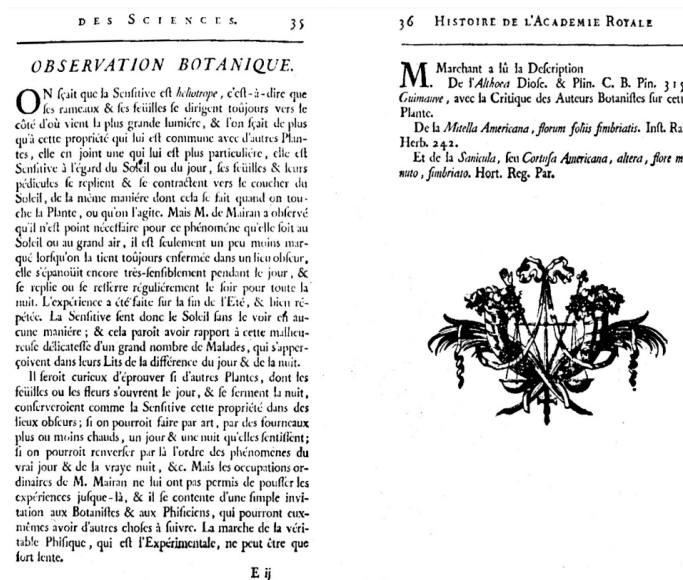 DES SCIENCES. 35
OBSERVATION BOTANIQUE.
ON ſçait que la Senſitive eſt heliotrope, c'eſt-à-dire que
ſes rameaux & ſes feüilles ſe dirigent toûjours vers le
côté d'où vient la plus grande lumiére, & l'on ſçait de plus
qu'à cette propriété qui lui eſt commune avec d'autres Plan-
tes, elle en joint une qui lui eſt plus particuliére, elle eſt
Senſitive à l'égard du Soleil ou du jour, ſes feüilles & leurs
pédicules ſe replient & ſe contractent vers le coucher du
Soleil, de la même maniére dont cela ſe fait quand on tou-
che la Plante, ou qu'on l'agite. Mais M. de Mairan a obſervé
qu'il n'eſt point néceſſaire pour ce phénoméne qu'elle ſoit au
Soleil ou au grand air, il eſt ſeulement un peu moins mar-
qué lorſqu'on la tient toûjours enfermée dans un lieu obſcur,
elle s'épanoüit encore très-ſenſiblement pendant le jour, &
ſe replie ou ſe reſſerre réguliérement le ſoir pour toute la
nuit. L'expérience a été faite ſur la fin de l'Eté, & bien ré-
pétée. La Senſitive ſent donc le Soleil ſans le voir en au-
cune maniére ; & cela paroît avoir rapport à cette malheu-
reuſe délicateſſe d'un grand nombre de Malades, qui s'apper-
çoivent dans leurs Lits de la différence du jour & de la nuit.
Il ſeroit curieux d'éprouver ſi d'autres Plantes, dont les
feüilles ou les fleurs s'ouvrent le jour, & ſe ferment la nuit,
conſerveroient comme la Senſitive cette propriété dans des
lieux obſcurs ; ſi on pourroit faire par art, par des fourneaux
plus ou moins chauds, un jour & une nuit qu'elles ſentiſſent ;
ſi on pourroit renverſer par là l'ordre des phénomenes du
vrai jour & de la vraye nuit, &c. Mais les occupations or-
dinaires de M. Mairan ne lui ont pas permis de pouſſer les
expériences juſque-là, & il ſe contente d'une ſimple invi-
tation aux Botaniſtes & aux Phiſiciens, qui pourront eux-
mêmes avoir d'autres choſes à ſuivre. La marche de la véri-
table Phiſique, qui eſt l'Expérimentale, ne peut être que
fort lente.
E ij
36 HISTOIRE DE L'ACADEMIE ROYALE
M. Marchant a lû la Deſcription
De l'Althœa Dioſc. & Plin. C. B. Pin. 315
Guimauve, avec la Critique des Auteurs Botaniſtes ſur cette
Plante.
De la Mitella Americana, florum foliis fimbriatis. Inſt. Ra
Herb. 242.
Et de la Sanicula, ſeu Cortuſa Americana, altera, flore mi
nuto, fimbriato. Hort. Reg. Par.